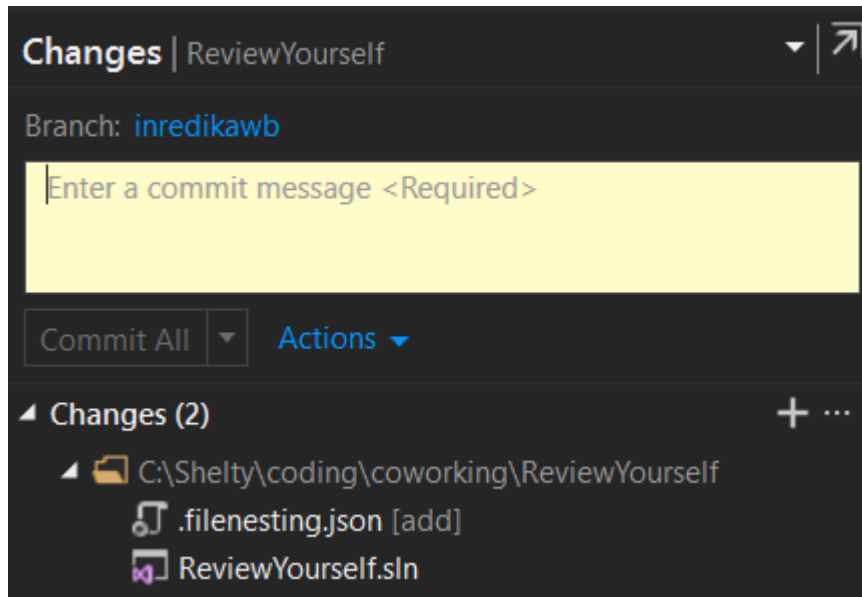 Changes | ReviewYourself
Branch: inredikawb
Enter a commit message <Required>
Commit All Actions
Changes (2)
C:\Shelty\coding\coworking\ReviewYourself
.filenesting.json [add]
ReviewYourself.sln